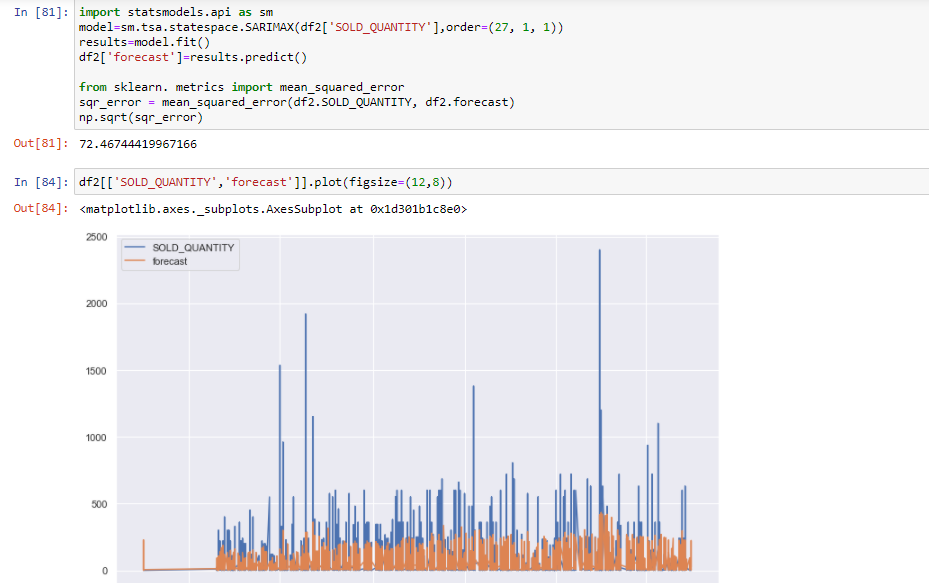 In [81]: import statsmodels.api as sm
model=sm.tsa.statespace.SARIMAX(df2['SOLD_QUANTITY'],order=(27, 1, 1))
results=model.fit()
df2['forecast']=results.predict()
from sklearn. metrics import mean_squared_error
sqr_error = mean_squared_error(df2.SOLD_QUANTITY, df2.forecast)
np.sqrt(sqr_error)
Out[81]: 72.46744419967166
In [84]: df2[['SOLD_QUANTITY','forecast']].plot(figsize=(12,8))
Out[84]: <matplotlib.axes._subplots.AxesSubplot at 0x1d301b1c8e0>
2500
SOLD_QUANTITY
forecast
2000
1500
1000
500
0